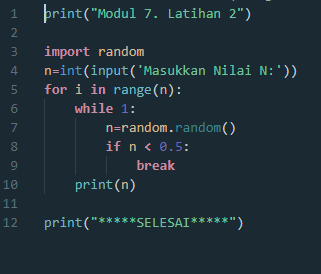 1 print("Modul 7. Latihan 2")
2
3 import random
4 n=int(input('Masukkan Nilai N:'))
5 for i in range(n):
6     while 1:
7         n=random.random()
8         if n < 0.5:
9             break
10     print(n)
11
12 print("*****SELESAI*****")